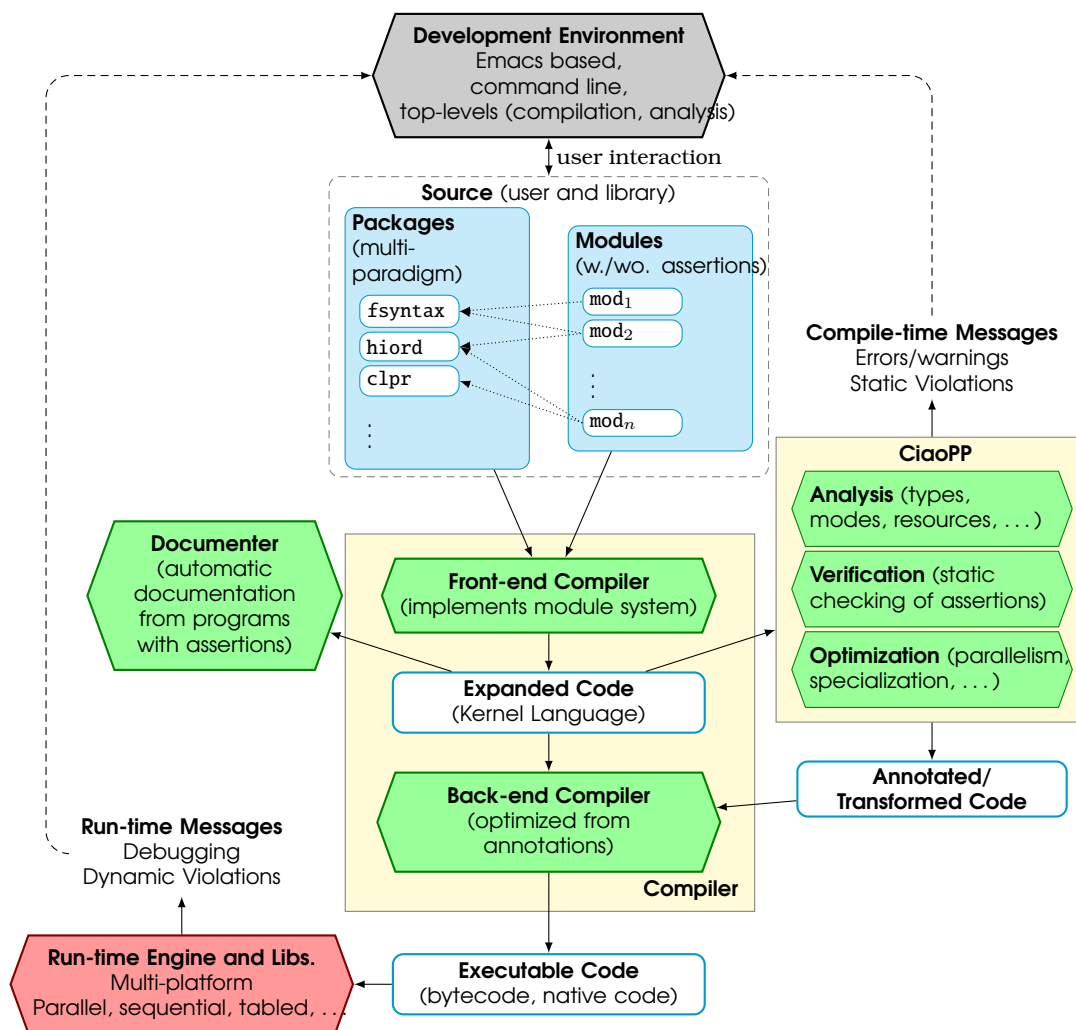 Development Environment
Emacs based,
command line,
top-levels (compilation, analysis)
user interaction
Source (user and library)
Packages
(multi-
paradigm)
fsyntax
hiord
clpr
⋮
Modules
(w./wo. assertions)
mod₁
mod₂
⋮
modₙ
Compile-time Messages
Errors/warnings
Static Violations
CiaoPP
Analysis (types,
modes, resources, ...)
Verification (static
checking of assertions)
Optimization (parallelism,
specialization, ...)
Documenter
(automatic
documentation
from programs
with assertions)
Front-end Compiler
(implements module system)
Expanded Code
(Kernel Language)
Back-end Compiler
(optimized from
annotations)
Compiler
Annotated/
Transformed Code
Run-time Messages
Debugging
Dynamic Violations
Run-time Engine and Libs.
Multi-platform
Parallel, sequential, tabled, ...
Executable Code
(bytecode, native code)